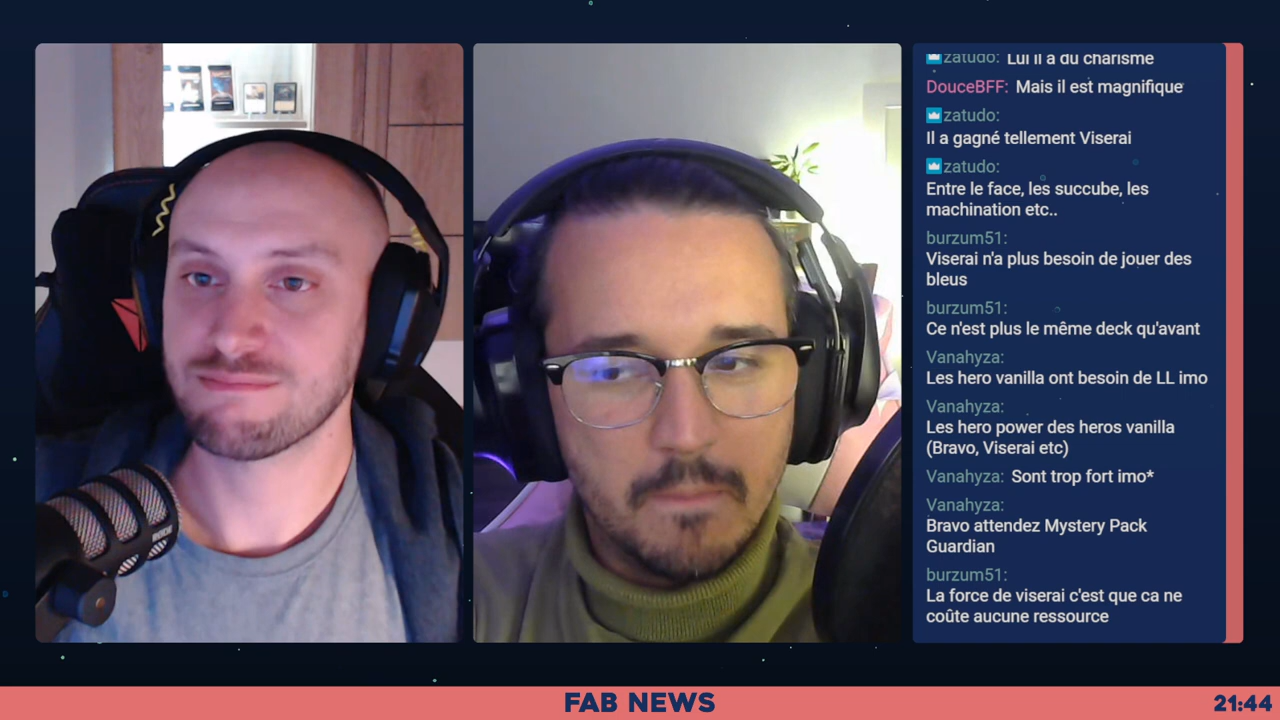 zatudo: Lui il a du charisme
DouceBFF: Mais il est magnifique
zatudo:
Il a gagné tellement Viserai
zatudo:
Entre le face, les succube, les
machination etc..
burzum51:
Viserai n'a plus besoin de jouer des
bleus
burzum51:
Ce n'est plus le même deck qu'avant
Vanahyza:
Les hero vanilla ont besoin de LL imo
Vanahyza:
Les hero power des heros vanilla
(Bravo, Viserai etc)
Vanahyza: Sont trop fort imo*
Vanahyza:
Bravo attendez Mystery Pack
Guardian
burzum51:
La force de viserai c'est que ca ne
coûte aucune ressource
FAB NEWS
21:44